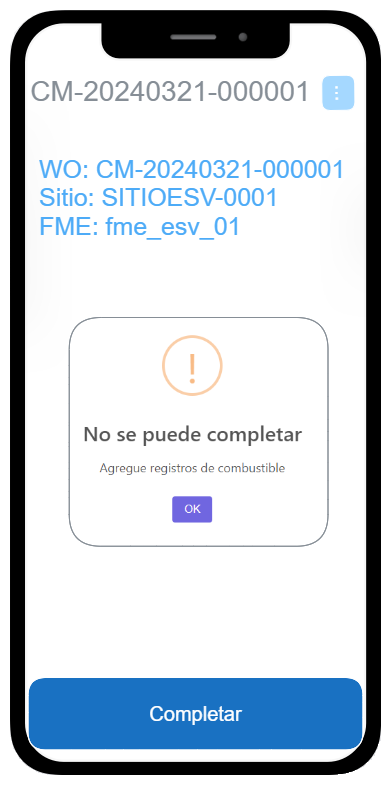 CM-20240321-000001
WO: CM-20240321-000001
Sitio: SITIOESV-0001
FME: fme_esv_01
!
No se puede completar
Agregue registros de combustible
OK
Completar